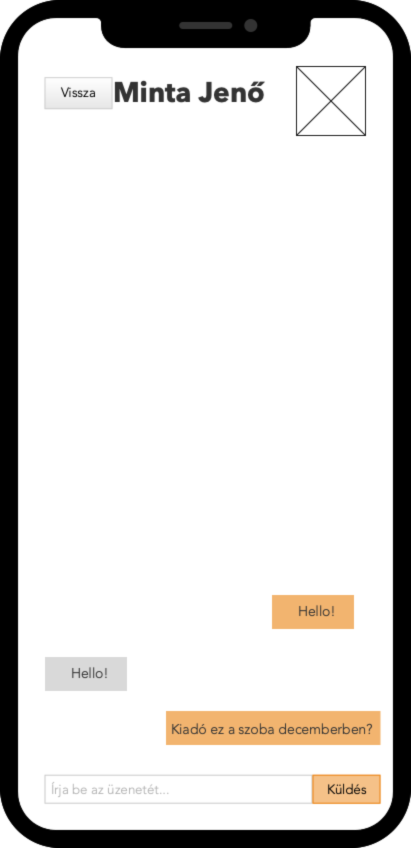 Vissza
Minta Jenő
Hello!
Hello!
Kiadó ez a szoba decemberben?
Írja be az üzenetét...
Küldés